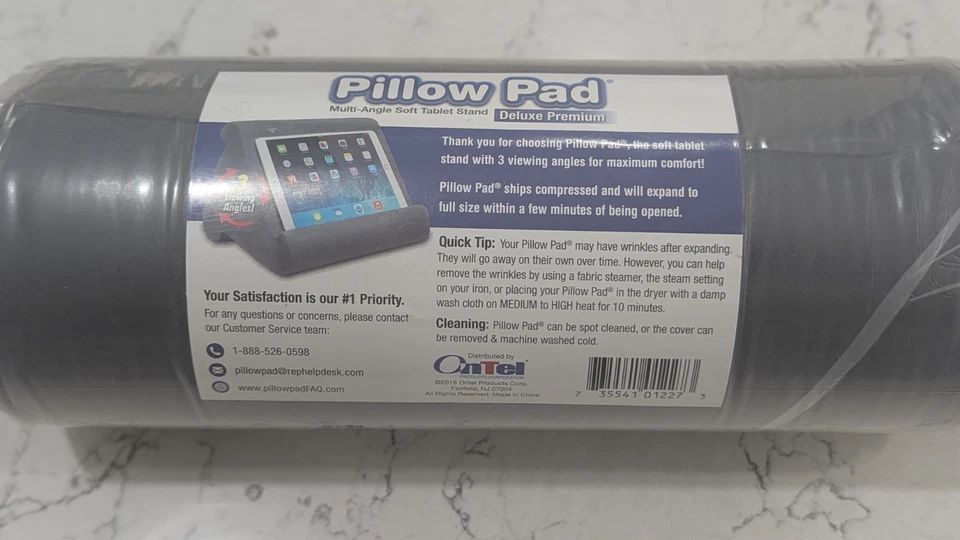 Pillow Pad®
Multi-Angle Soft Tablet Stand Deluxe Premium
3
Viewing
Angles!
Thank you for choosing Pillow Pad®, the soft tablet
stand with 3 viewing angles for maximum comfort!
Pillow Pad® ships compressed and will expand to
full size within a few minutes of being opened.
Quick Tip: Your Pillow Pad® may have wrinkles after expanding.
They will go away on their own over time. However, you can help
remove the wrinkles by using a fabric steamer, the steam setting
on your iron, or placing your Pillow Pad® in the dryer with a damp
wash cloth on MEDIUM to HIGH heat for 10 minutes.
Cleaning: Pillow Pad® can be spot cleaned, or the cover can
be removed & machine washed cold.
Your Satisfaction is our #1 Priority.
For any questions or concerns, please contact
our Customer Service team:
1-888-526-0598
pillowpad@rephelpdesk.com
www.pillowpadFAQ.com
Distributed by
OnTel®
PRODUCTS CORPORATION
©2019 Ontel Products Corp.
Fairfield, NJ 07004
All Rights Reserved. Made in China
7 35541 01227 3